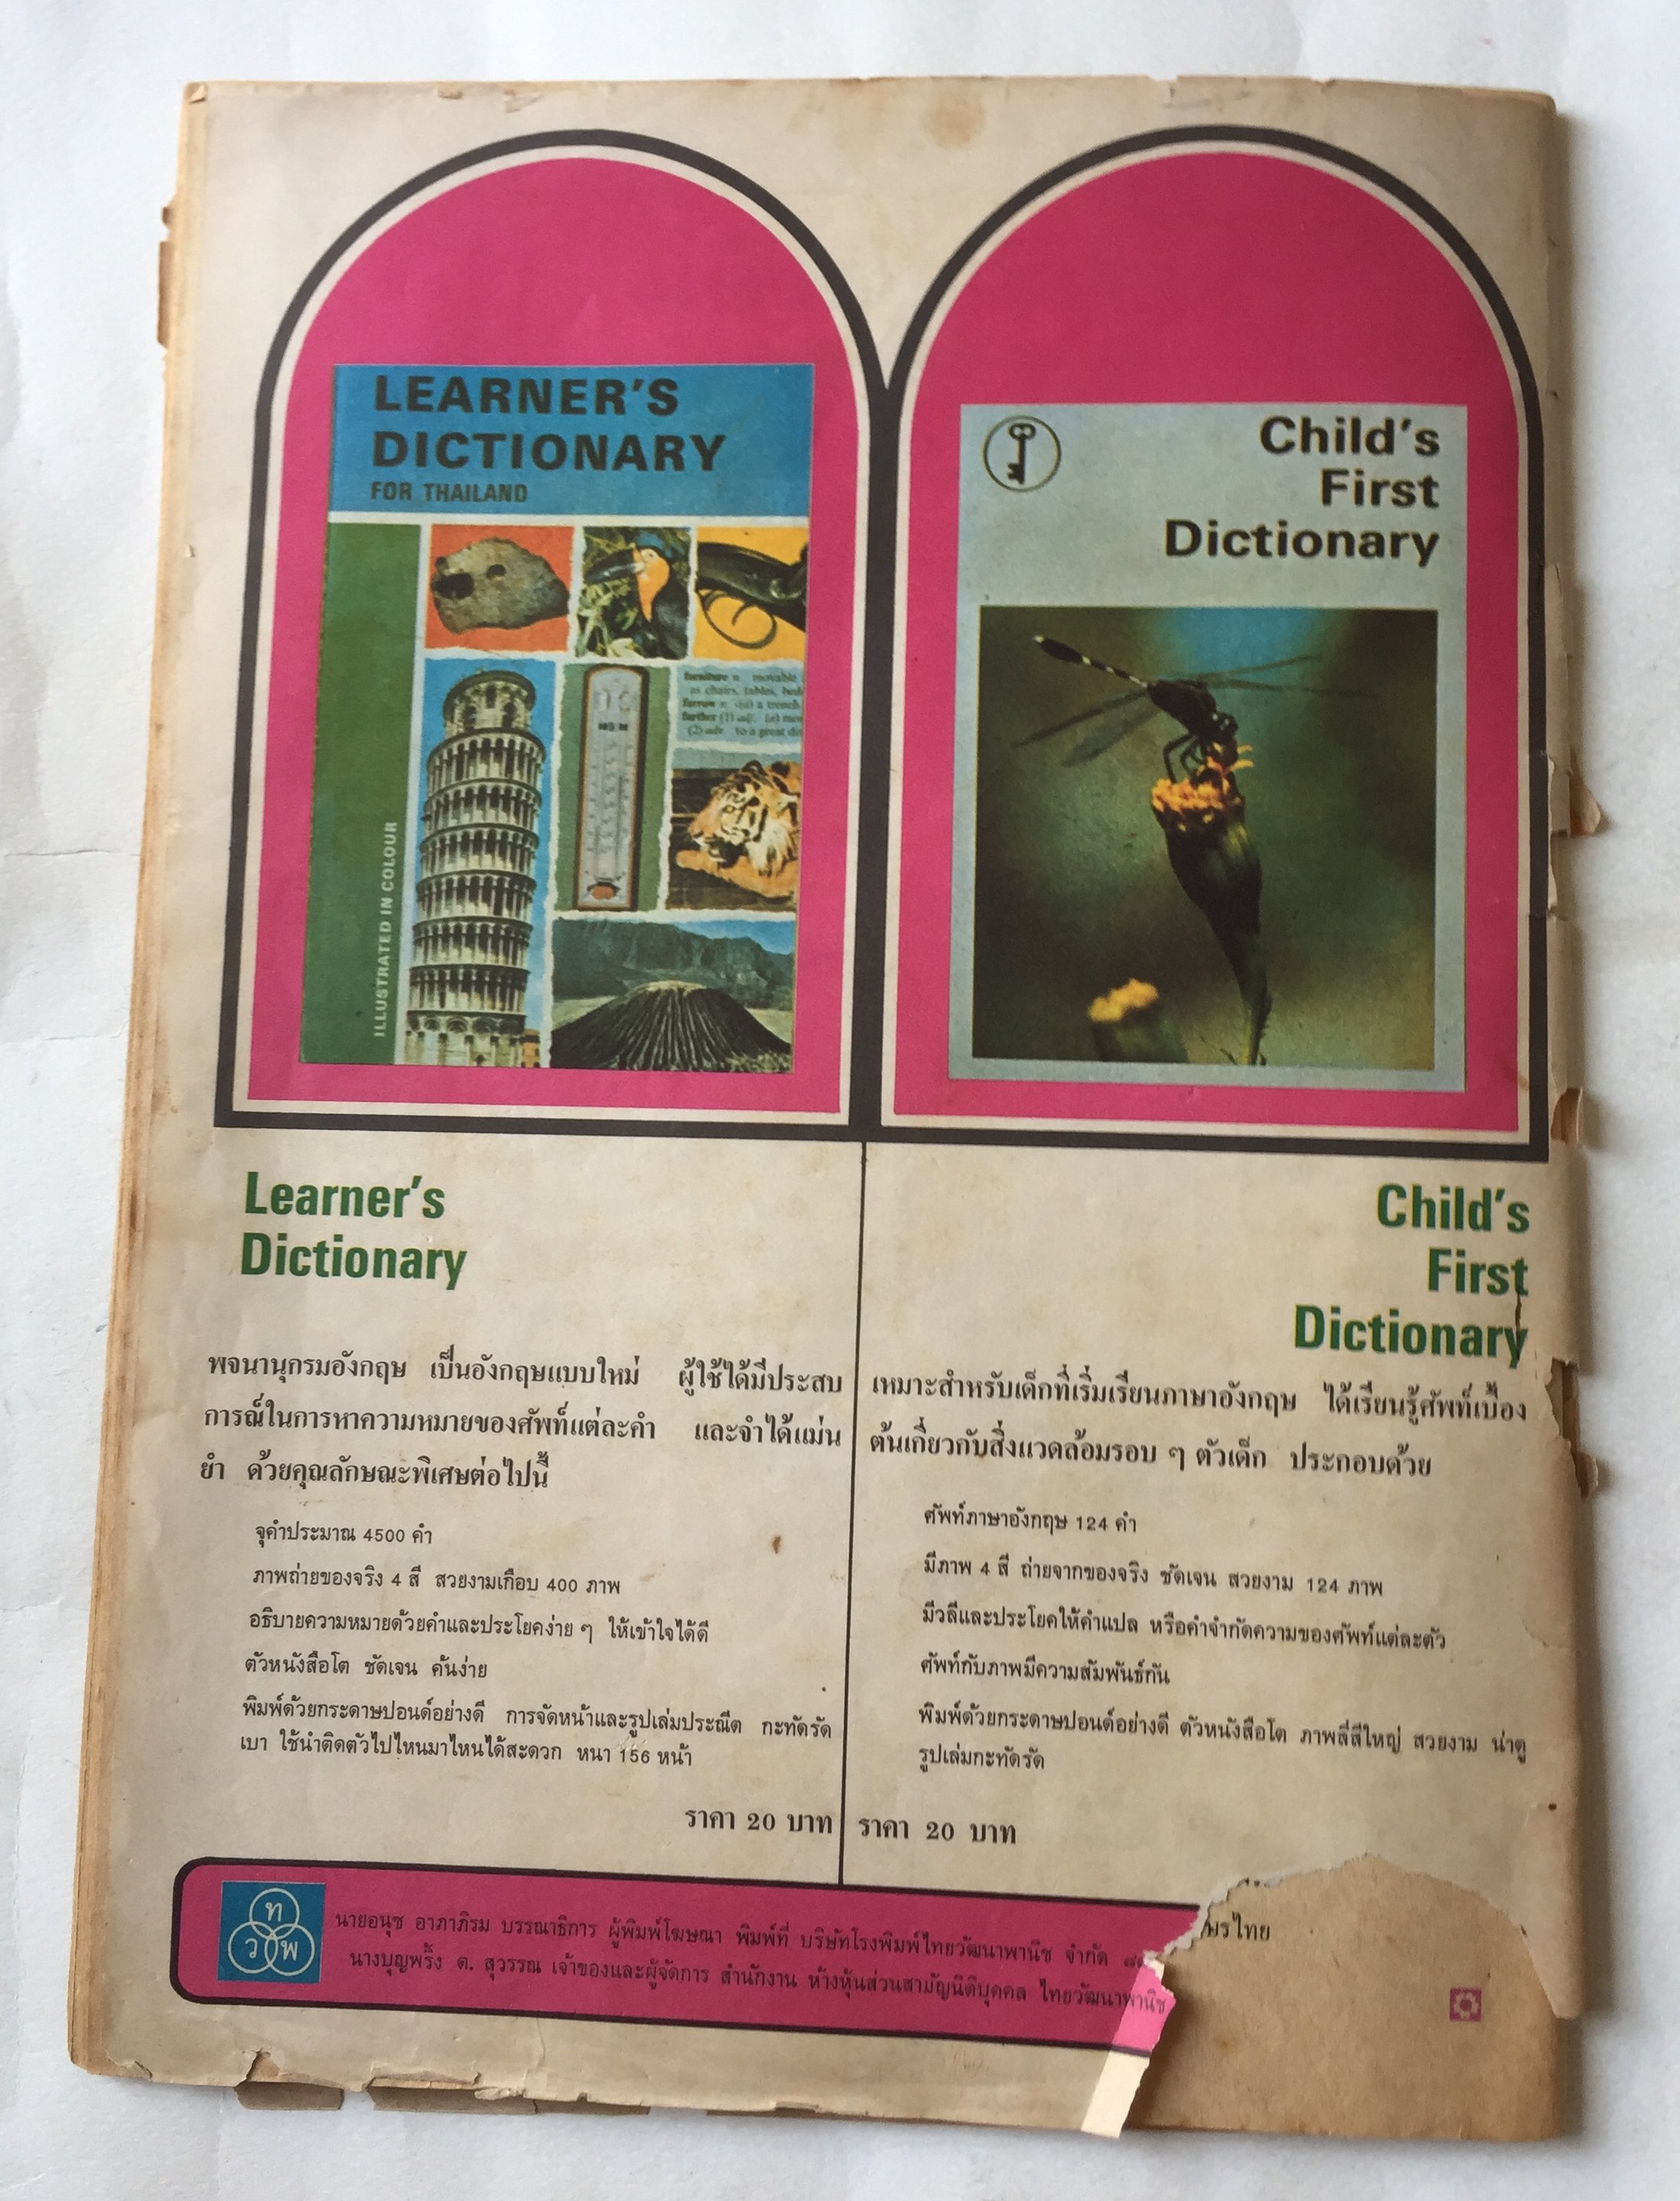 LEARNER'S
DICTIONARY
FOR THAILAND
furniture n movable
as chairs, tables, bed
furrow n (a) a trench
further (1) adj. (a) mo
(2) adv. to a great dis
ILLUSTRATED IN COLOUR
Child's
First
Dictionary
Learner's
Dictionary
พจนานุกรมอังกฤษ เป็นอังกฤษแบบใหม่ ผู้ใช้ได้มีประสบ
การณ์ในการหาความหมายของศัพท์แต่ละคำ และจำได้แม่น
ยำ ด้วยคุณลักษณะพิเศษต่อไปนี้
จุคำประมาณ 4500 คำ
ภาพถ่ายของจริง 4 สี สวยงามเกือบ 400 ภาพ
อธิบายความหมายด้วยคำและประโยคง่าย ๆ ให้เข้าใจได้ดี
ตัวหนังสือโต ชัดเจน ค้นง่าย
พิมพ์ด้วยกระดาษปอนด์อย่างดี การจัดหน้าและรูปเล่มประณีต กะทัดรัด
เบา ใช้นำติดตัวไปไหนมาไหนได้สะดวก หนา 156 หน้า
ราคา 20 บาท
Child's
First
Dictionary
เหมาะสำหรับเด็กที่เริ่มเรียนภาษาอังกฤษ ได้เรียนรู้ศัพท์เบื้อง
ต้นเกี่ยวกับสิ่งแวดล้อมรอบ ๆ ตัวเด็ก ประกอบด้วย
ศัพท์ภาษาอังกฤษ 124 คำ
มีภาพ 4 สี ถ่ายจากของจริง ชัดเจน สวยงาม 124 ภาพ
มีวลีและประโยคให้คำแปล หรือคำจำกัดความของศัพท์แต่ละตัว
ศัพท์กับภาพมีความสัมพันธ์กัน
พิมพ์ด้วยกระดาษปอนด์อย่างดี ตัวหนังสือโต ภาพสี่สีใหญ่ สวยงาม น่าดู
รูปเล่มกะทัดรัด
ราคา 20 บาท
ท
ว พ
นายอนุช อาภาภิรม บรรณาธิการ ผู้พิมพ์โฆษณา พิมพ์ที่ บริษัทโรงพิมพ์ไทยวัฒนาพานิช จำกัด
นางบุญพริ้ง ต. สุวรรณ เจ้าของและผู้จัดการ สำนักงาน ห้างหุ้นส่วนสามัญนิติบุคคล ไทยวัฒนาพานิช